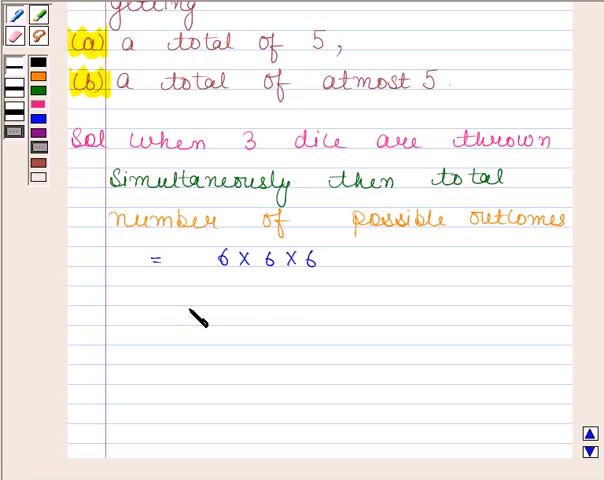 getting
(a) a total of 5,
(b) a total of atmost 5.
Sol when 3 dice are thrown
Simultaneously then total
number of possible outcomes
= 6 × 6 × 6